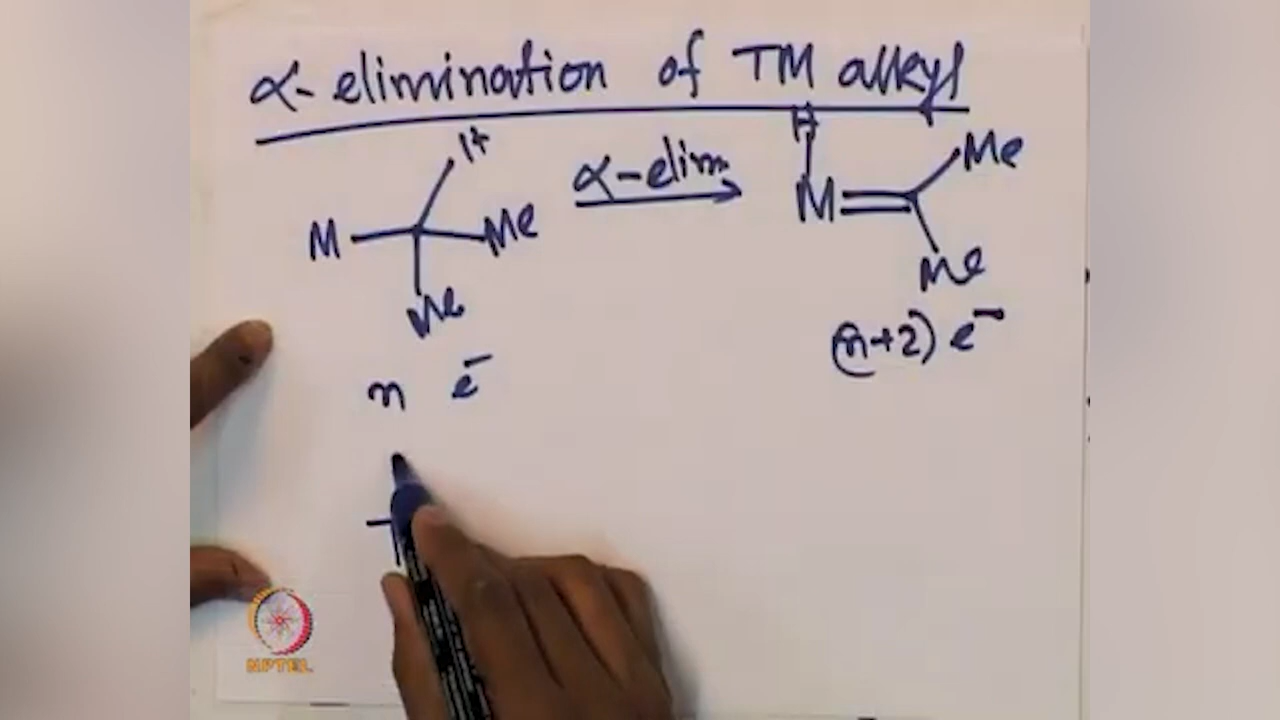 α- elimination of TM alkyl
H
M Me
Me
α-elim
H
M Me
Me
n e⁻
(n+2) e⁻
NPTEL